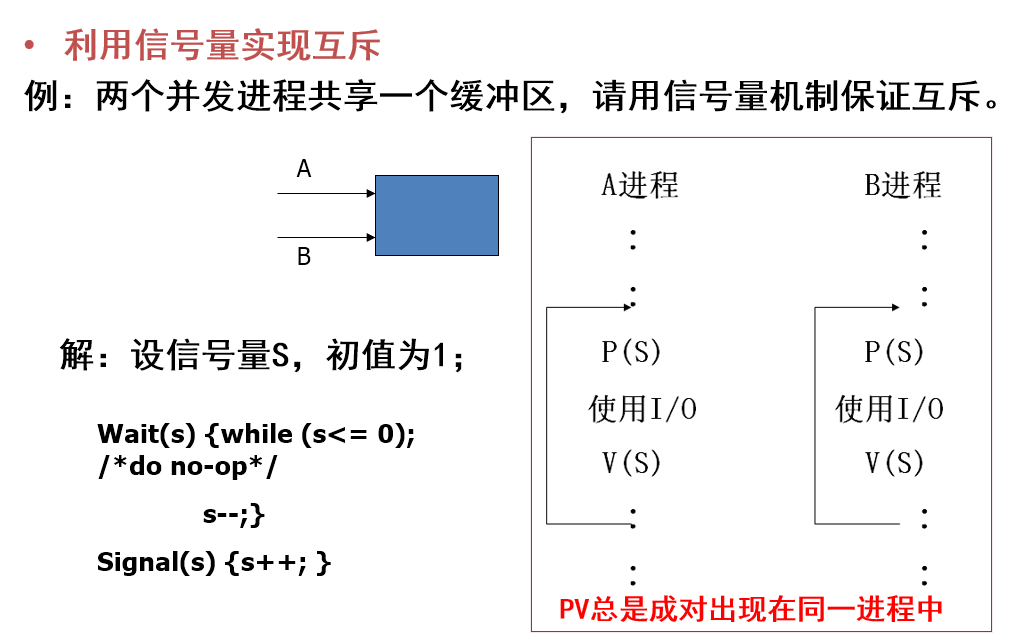 • 利用信号量实现互斥
例：两个并发进程共享一个缓冲区，请用信号量机制保证互斥。
A
B
解：设信号量S，初值为1；
Wait(s) {while (s<= 0);
/*do no-op*/
s--;}
Signal(s) {s++; }
A进程 B进程
: :
: :
P(S) P(S)
使用I/O 使用I/O
V(S) V(S)
: :
: :
PV总是成对出现在同一进程中